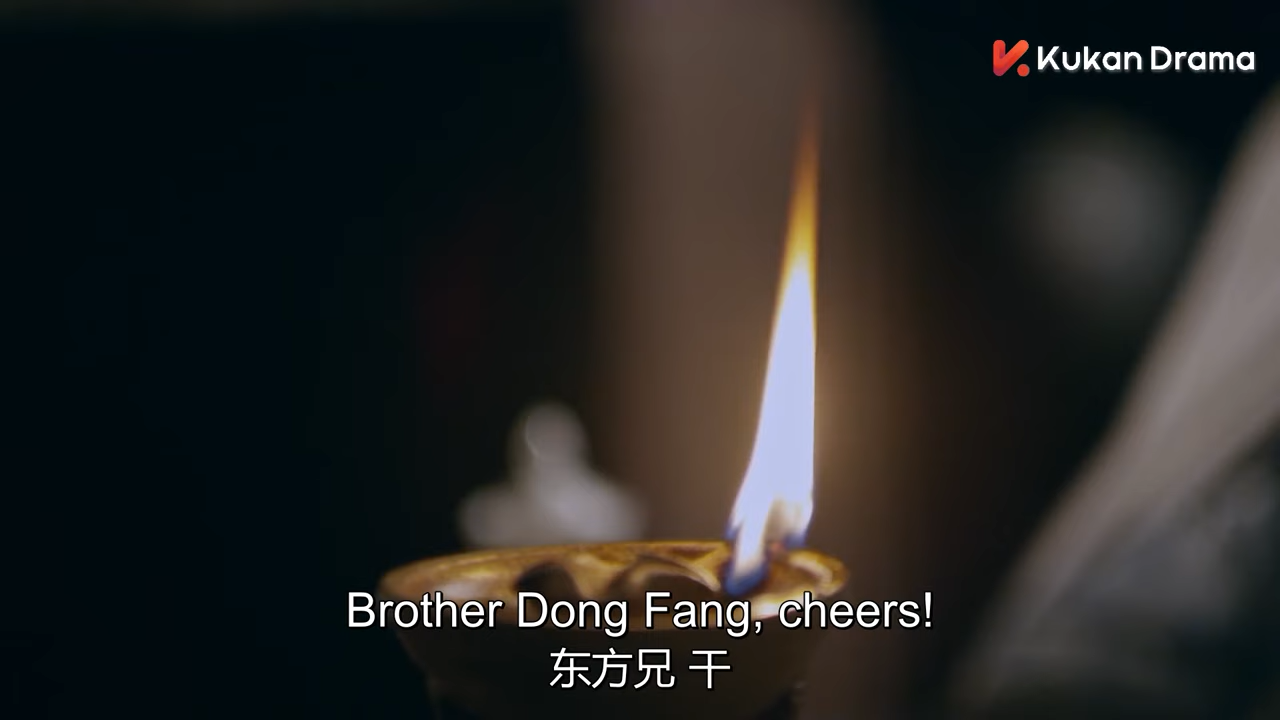 Kukan Drama
Brother Dong Fang, cheers!
东方兄 干